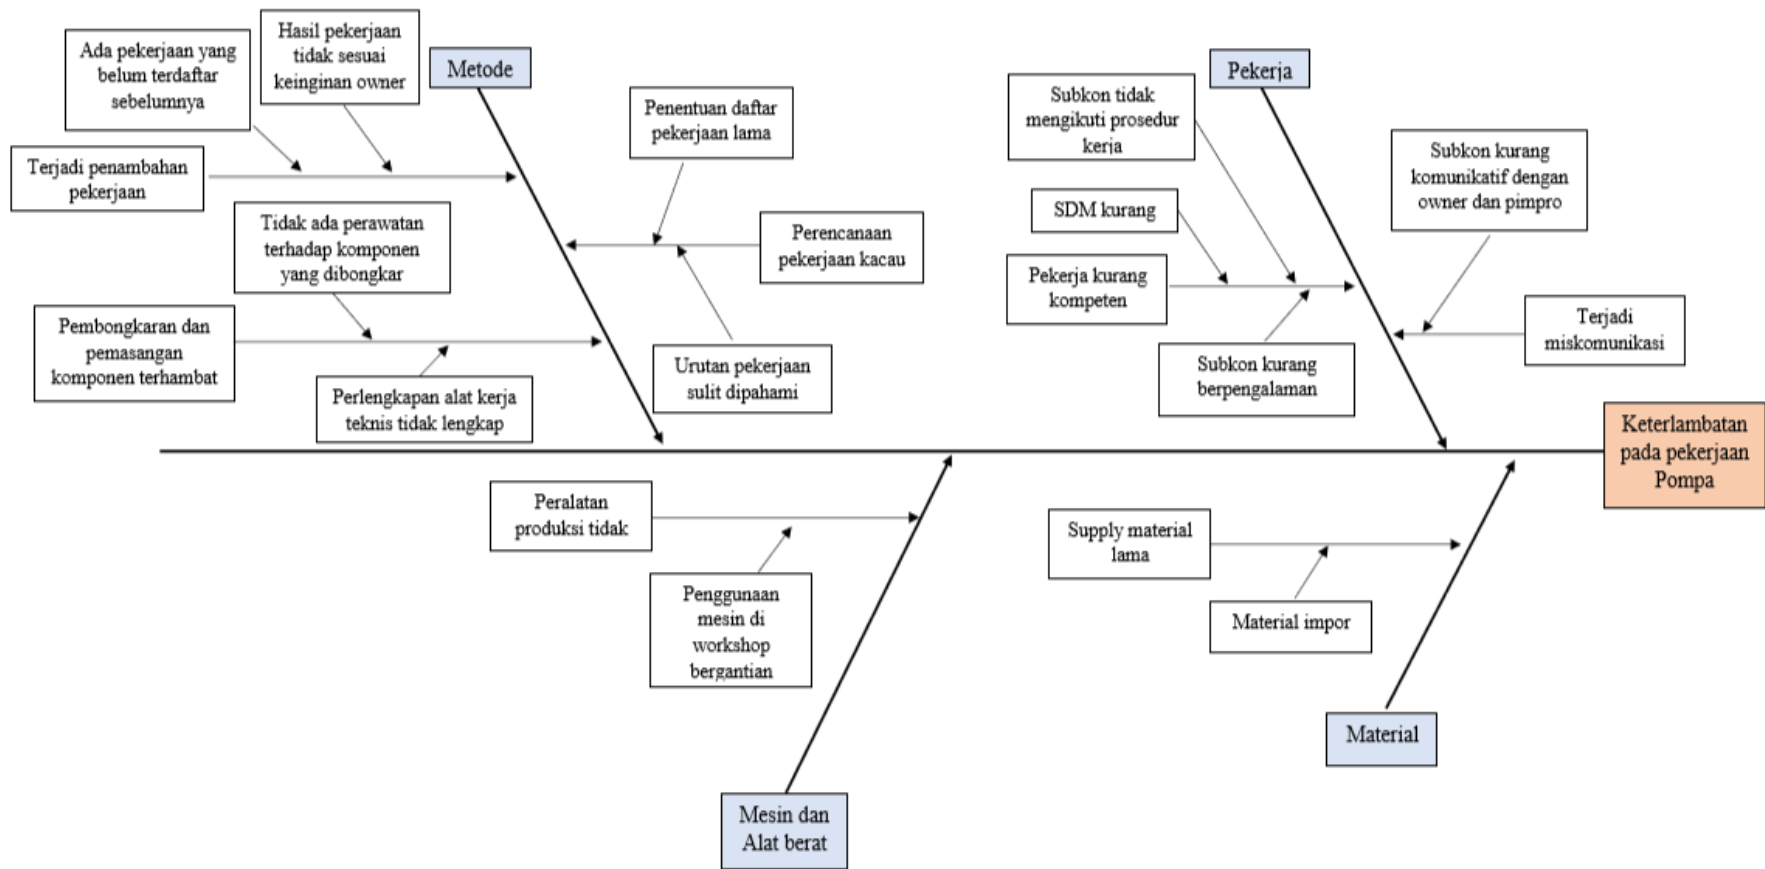 Ada pekerjaan yang
belum terdaftar
sebelumnya
Hasil pekerjaan
tidak sesuai
keinginan owner
Metode
Terjadi penambahan
pekerjaan
Penentuan daftar
pekerjaan lama
Tidak ada perawatan
terhadap komponen
yang dibongkar
Perencanaan
pekerjaan kacau
Pembongkaran dan
pemasangan
komponen terhambat
Perlengkapan alat kerja
teknis tidak lengkap
Urutan pekerjaan
sulit dipahami
Pekerja
Subkon tidak
mengikuti prosedur
kerja
Subkon kurang
komunikatif dengan
owner dan pimpro
SDM kurang
Pekerja kurang
kompeten
Terjadi
miskomunikasi
Subkon kurang
berpengalaman
Keterlambatan
pada pekerjaan
Pompa
Peralatan
produksi tidak
Penggunaan
mesin di
workshop
bergantian
Mesin dan
Alat berat
Supply material
lama
Material impor
Material